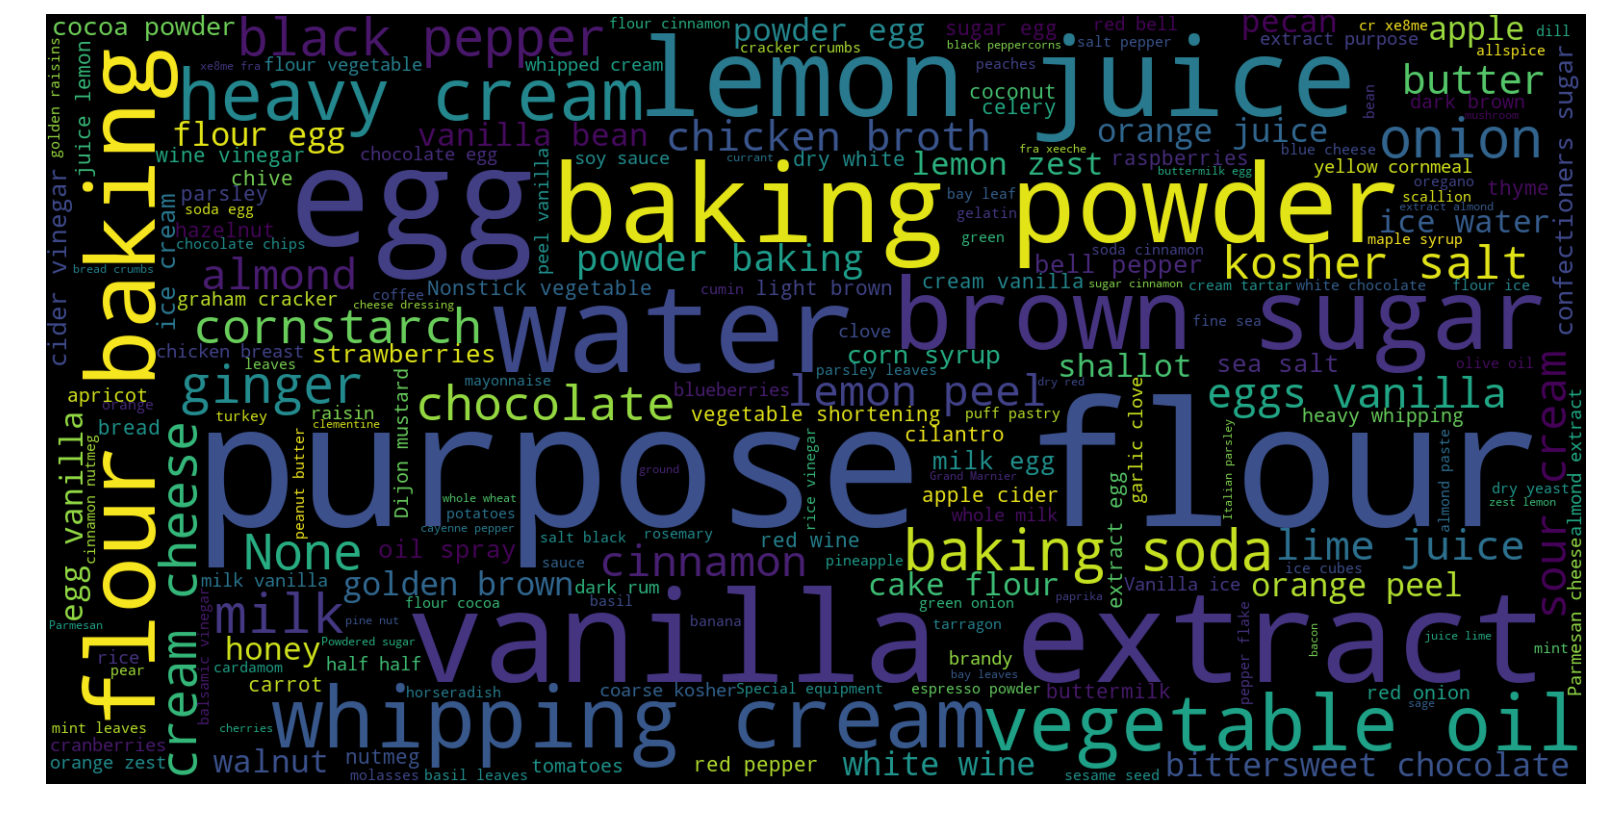 cocoa powder
black pepper
flour cinnamon
powder egg
sugar egg
red bell
pecan
cr xe8me
apple
dill
cracker crumbs
black peppercorns
salt pepper
extract purpose
allspice
golden raisins
juice lemon
xe8me fra
flour vegetable
whipped cream
lemon juice
peaches
butter
heavy cream
coconut
celery
bean
dark brown
mushroom
confectioners sugar
flour baking
flour egg
vanilla bean
chicken broth
orange juice
onion
wine vinegar
chocolate egg
soy sauce
currant
dry white
lemon zest
fra xeeche
raspberries
blue cheese
yellow cornmeal
buttermilk egg
oregano
thyme
chive
parsley
soda egg
hazelnut
chocolate chips
bread crumbs
cider vinegar
ice cream
egg
peel vanilla
baking powder
bay leaf
gelatin
green
scallion
extract almond
ice water
maple syrup
soda cinnamon
almond
powder baking
bell pepper
kosher salt
graham cracker
coffee
cheese dressing
Nonstick vegetable
cumin
light brown
cream vanilla
sugar cinnamon
cream tartar
white chocolate
flour ice
cornstarch
water
brown sugar
clove
fine sea
chicken breast
leaves
strawberries
mayonnaise
corn syrup
parsley leaves
shallot
sea salt
olive oil
apricot
orange
ginger
chocolate
blueberries
lemon peel
dry red
eggs vanilla
bread
turkey
raisin
clementine
Dijon mustard
vegetable shortening
puff pastry
heavy whipping
sour cream
cilantro
egg vanilla
cinnamon nutmeg
cream cheese
purpose flour
peanut butter
ground
rice vinegar
milk egg
Grand Marnier
garlic clove
Italian parsley
almond paste
dry yeast
zest lemon
almond extract
whole wheat
potatoes
cayenne pepper
apple cider
whole milk
None
oil spray
salt black
rosemary
red wine
baking soda
lime juice
sauce
cinnamon
pineapple
extract egg
ice cubes
milk vanilla
golden brown
dark rum
cake flour
Vanilla ice
orange peel
Parmesan cheese
milk
flour cocoa
basil
green onion
paprika
Parmesan
balsamic vinegar
pine nut
banana
vanilla extract
tarragon
pepper flake
bacon
juice lime
mint
rice
pear
honey
Powdered sugar
half half
brandy
bay leaves
cardamom
carrot
horseradish
coarse kosher
Special equipment
espresso powder
buttermilk
red onion
sage
mint leaves
cranberries
orange zest
cherries
whipping cream
vegetable oil
walnut
nutmeg
molasses
basil leaves
tomatoes
red pepper
white wine
sesame seed
bittersweet chocolate